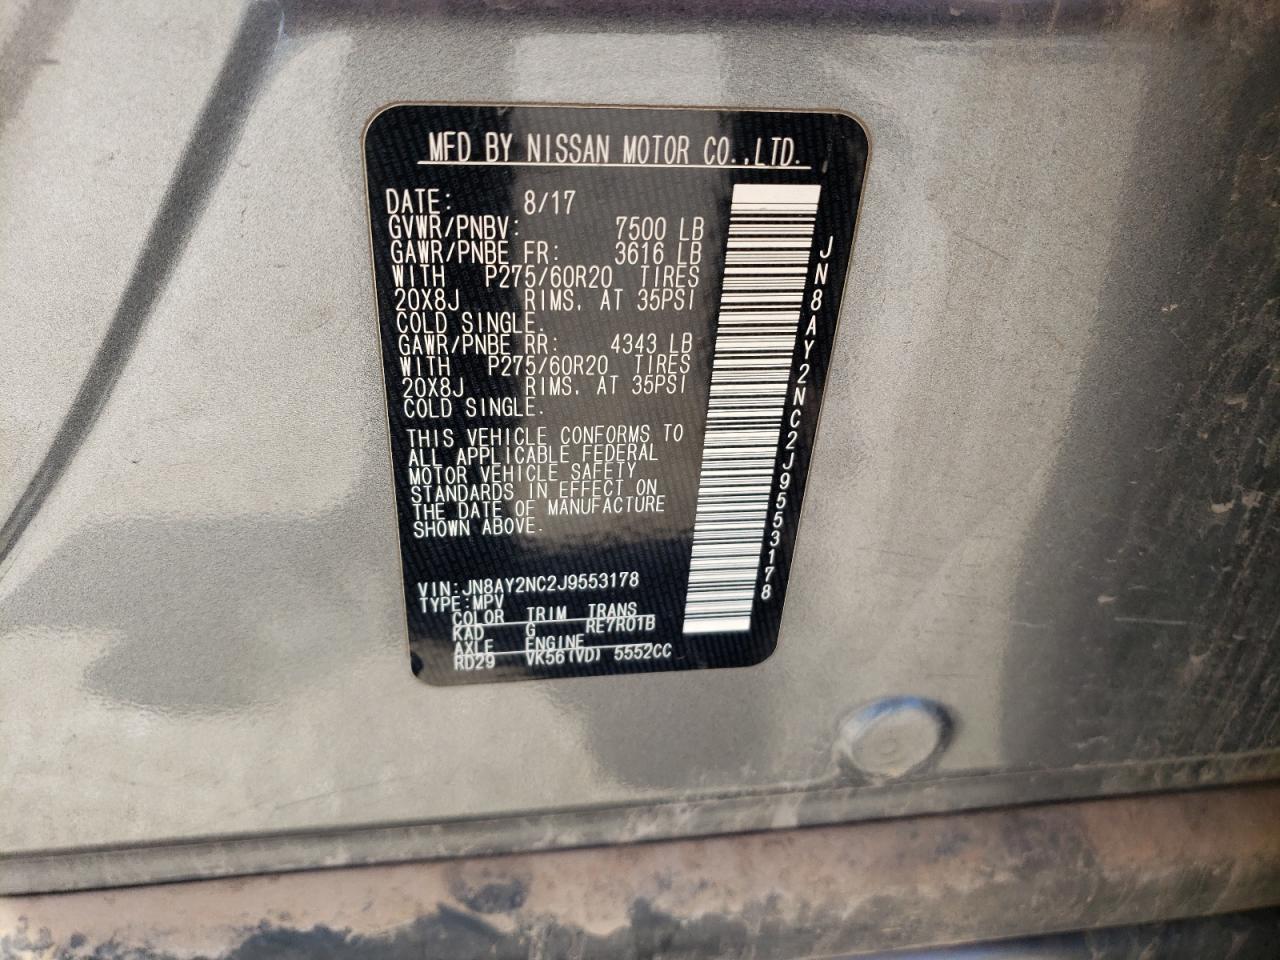 MFD BY NISSAN MOTOR CO.,LTD.
DATE: 8/17
GVWR/PNBV: 7500 LB
GAWR/PNBE FR: 3616 LB
WITH P275/60R20 TIRES
20X8J RIMS, AT 35PSI
COLD SINGLE.
GAWR/PNBE RR: 4343 LB
WITH P275/60R20 TIRES
20X8J RIMS, AT 35PSI
COLD SINGLE.
THIS VEHICLE CONFORMS TO
ALL APPLICABLE FEDERAL
MOTOR VEHICLE SAFETY
STANDARDS IN EFFECT ON
THE DATE OF MANUFACTURE
SHOWN ABOVE.
VIN:JN8AY2NC2J9553178
TYPE:MPV
COLOR TRIM TRANS
KAD G RE7R01B
AXLE ENGINE
RD29 VK56(VD) 5552CC
JN8AY2NC2J9553178